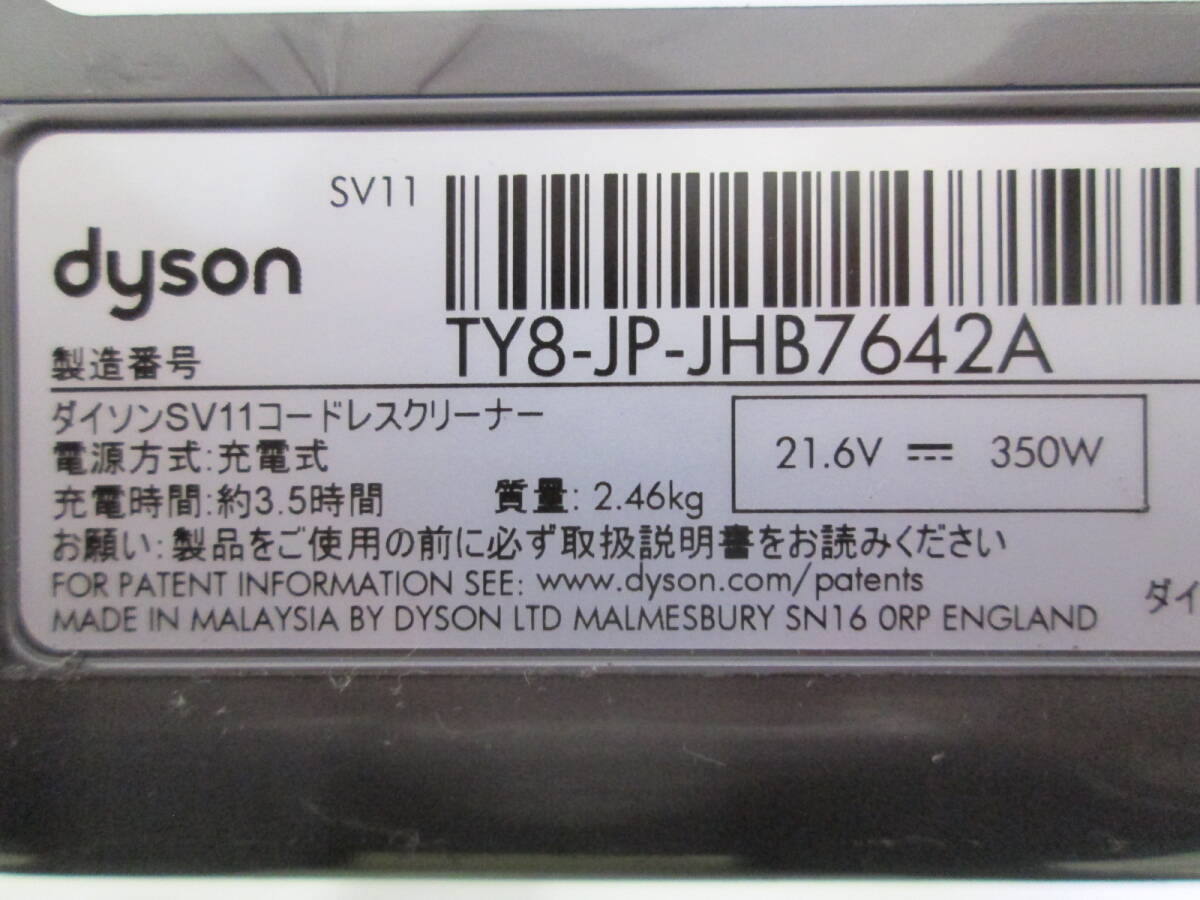 SV11
dyson
製造番号 TY8-JP-JHB7642A
ダイソンSV11コードレスクリーナー
電源方式:充電式
充電時間:約3.5時間 質量: 2.46kg
21.6V ⎓ 350W
お願い:製品をご使用の前に必ず取扱説明書をお読みください
FOR PATENT INFORMATION SEE: www.dyson.com/patents
MADE IN MALAYSIA BY DYSON LTD MALMESBURY SN16 0RP ENGLAND
ダイ